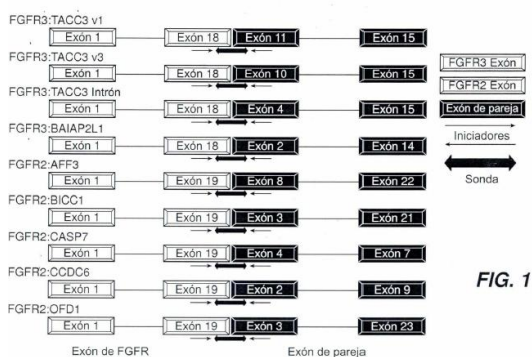 FGFR3:TACC3 v1
Exón 1 Exón 18 Exón 11 Exón 15
FGFR3:TACC3 v3
Exón 1 Exón 18 Exón 10 Exón 15
FGFR3:TACC3 Intrón
Exón 1 Exón 18 Exón 4 Exón 15
FGFR3:BAIAP2L1
Exón 1 Exón 18 Exón 2 Exón 14
FGFR2:AFF3
Exón 1 Exón 19 Exón 8 Exón 22
FGFR2:BICC1
Exón 1 Exón 19 Exón 3 Exón 21
FGFR2:CASP7
Exón 1 Exón 19 Exón 4 Exón 7
FGFR2:CCDC6
Exón 1 Exón 19 Exón 2 Exón 9
FGFR2:OFD1
Exón 1 Exón 19 Exón 3 Exón 23
Exón de FGFR Exón de pareja
FGFR3 Exón
FGFR2 Exón
Exón de pareja
Iniciadores
Sonda
FIG. 1